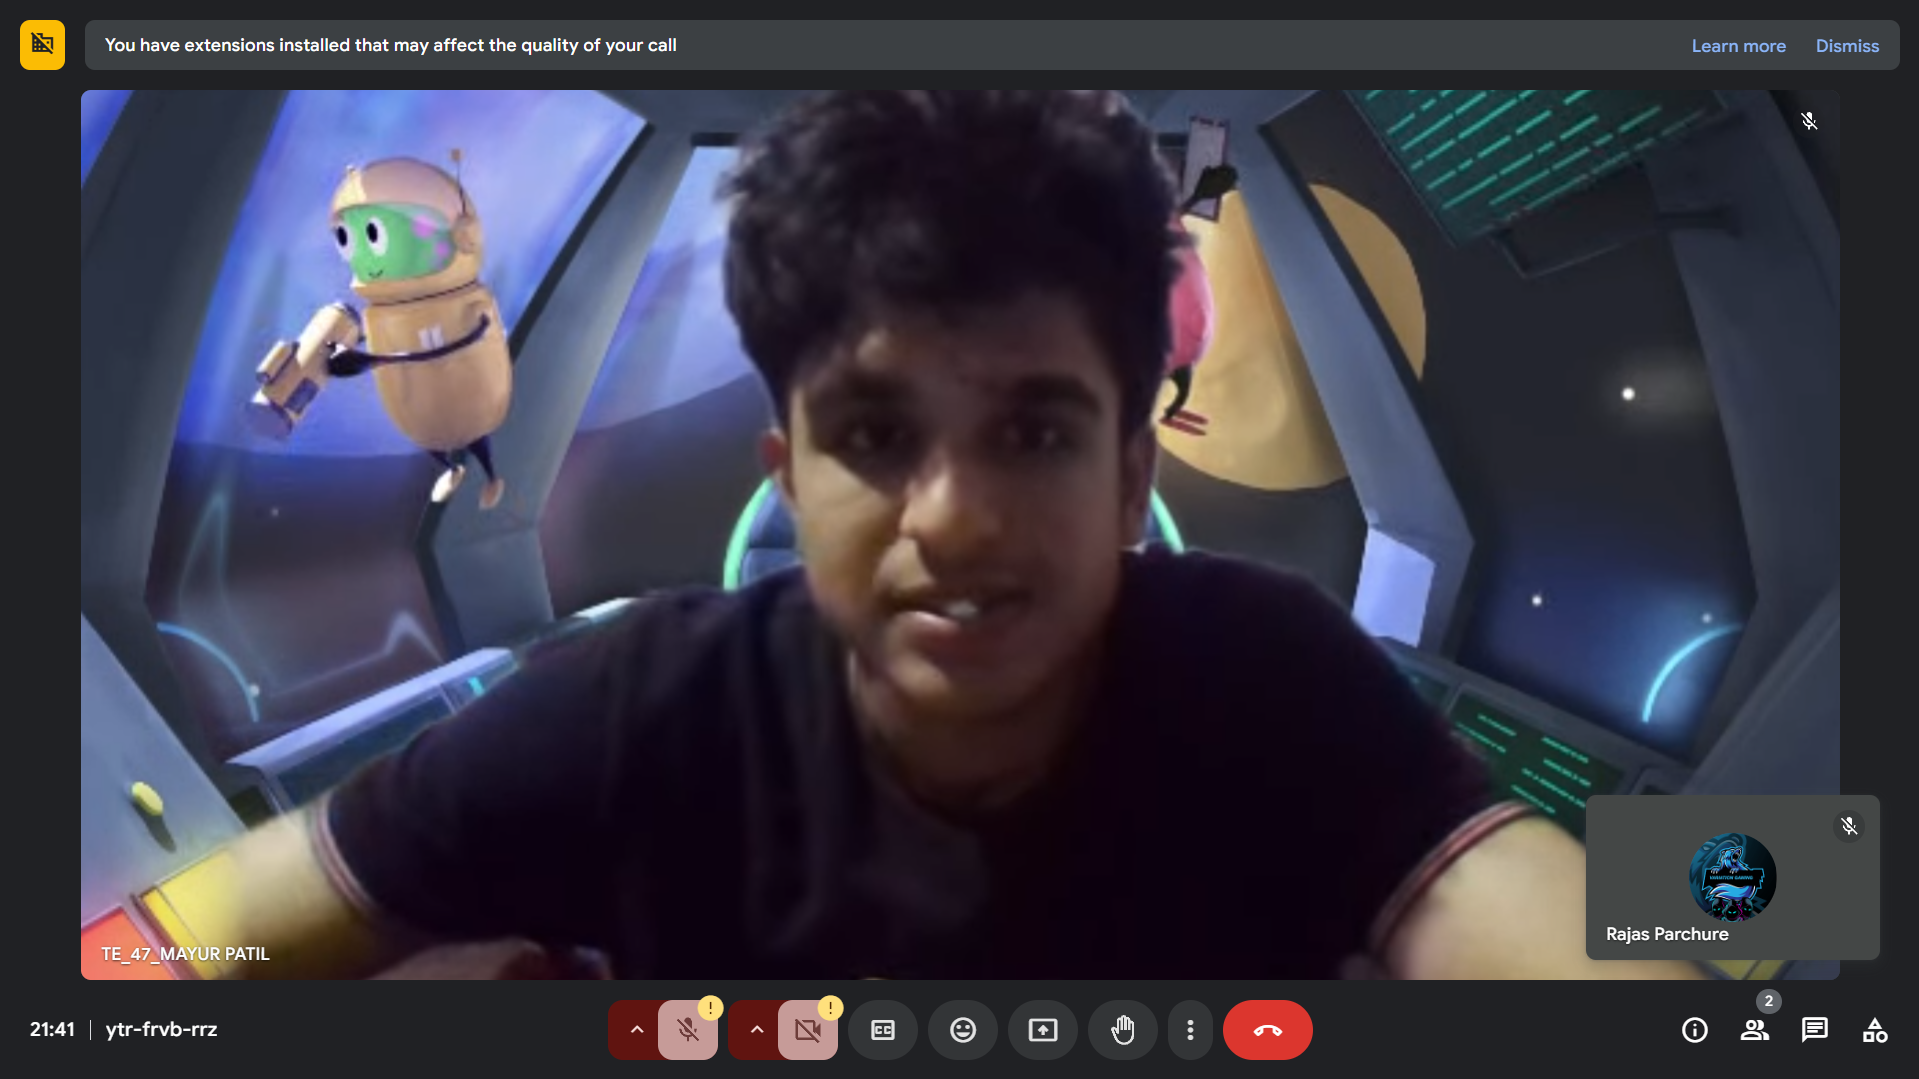 You have extensions installed that may affect the quality of your call
Learn more
Dismiss
TE_47_MAYUR PATIL
Rajas Parchure
21:41
ytr-frvb-rrz
!
!
CC
2